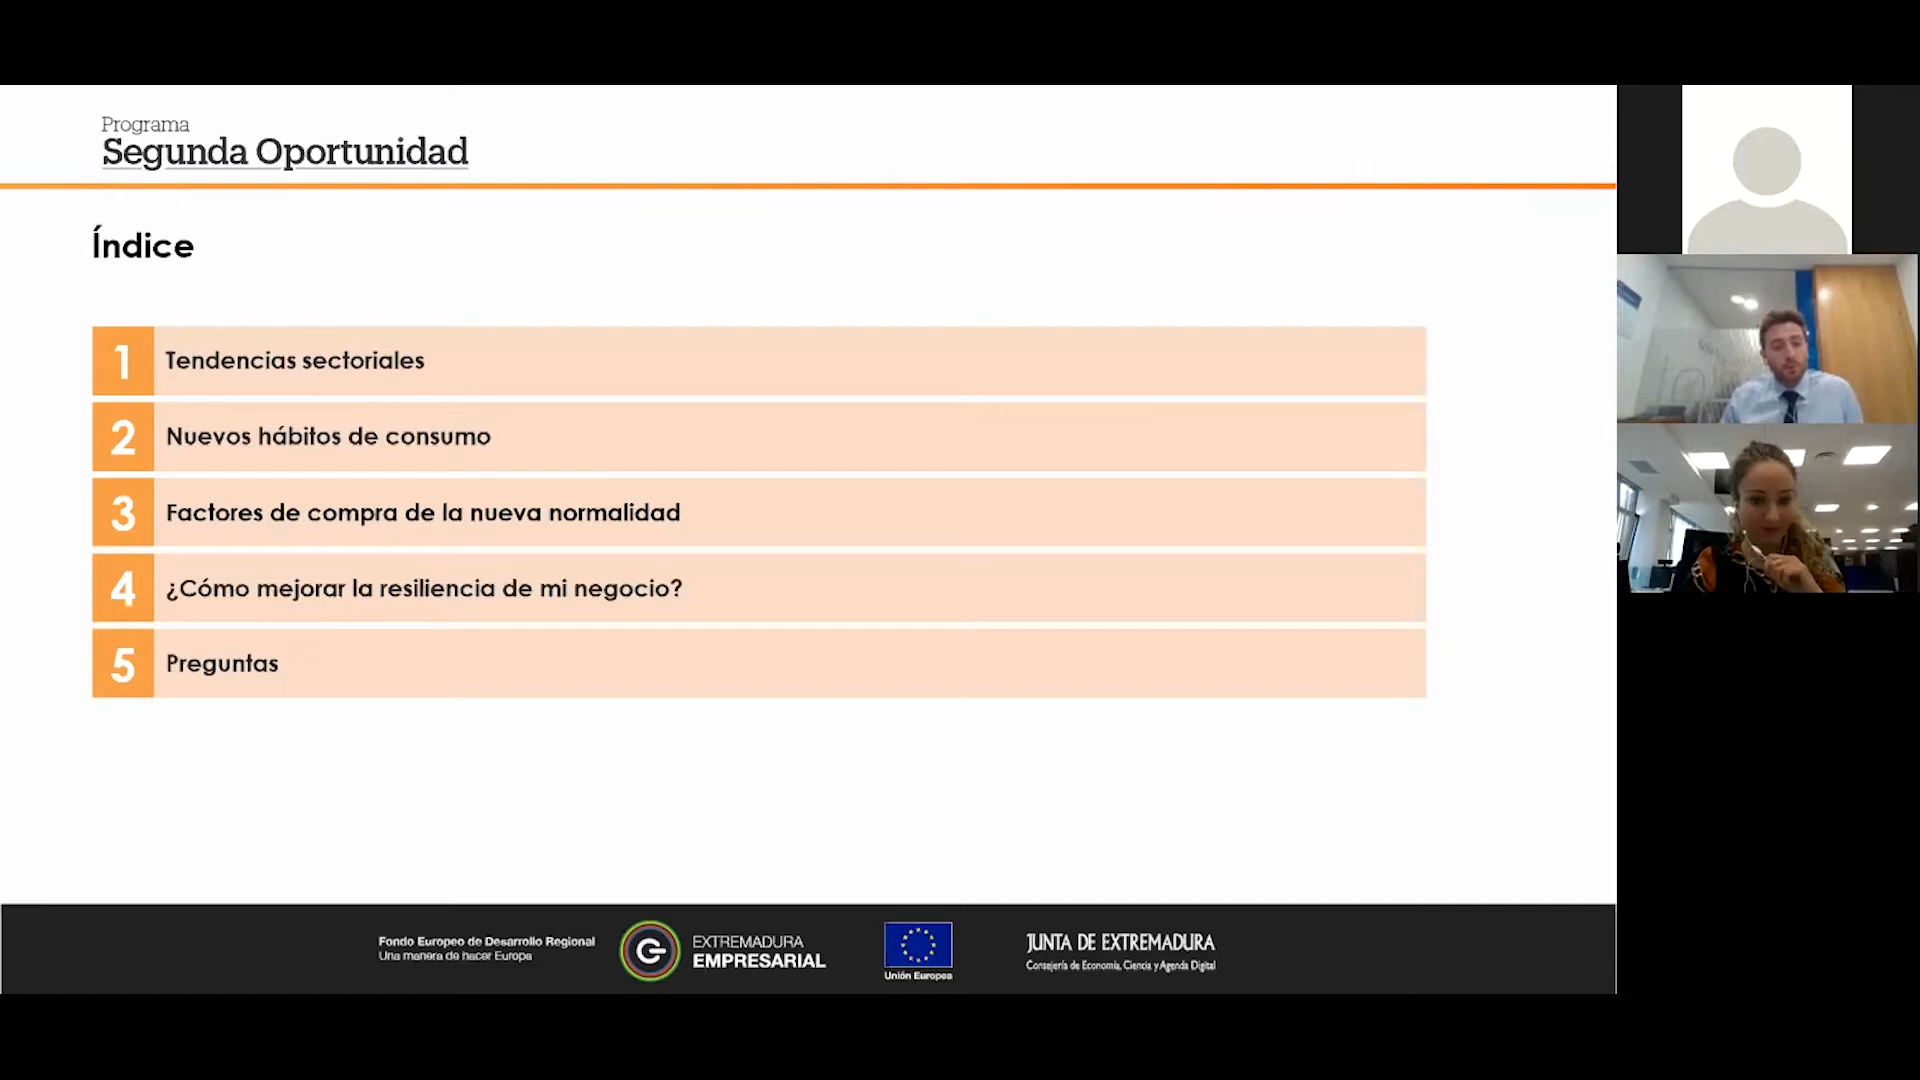 Programa
Segunda Oportunidad
Índice
1 Tendencias sectoriales
2 Nuevos hábitos de consumo
3 Factores de compra de la nueva normalidad
4 ¿Cómo mejorar la resiliencia de mi negocio?
5 Preguntas
Fondo Europeo de Desarrollo Regional
Una manera de hacer Europa
EXTREMADURA
EMPRESARIAL
Unión Europea
JUNTA DE EXTREMADURA
Consejería de Economía, Ciencia y Agenda Digital